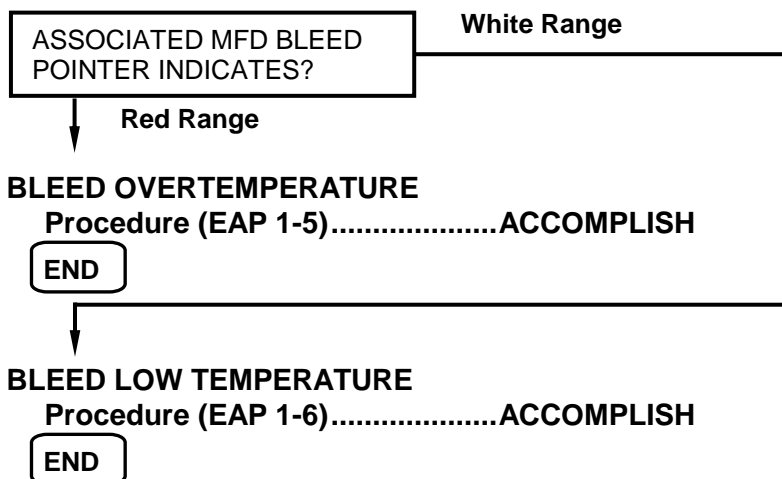 ASSOCIATED MFD BLEED
POINTER INDICATES?
White Range
Red Range
BLEED OVERTEMPERATURE
Procedure (EAP 1-5)....................ACCOMPLISH
END
BLEED LOW TEMPERATURE
Procedure (EAP 1-6)....................ACCOMPLISH
END